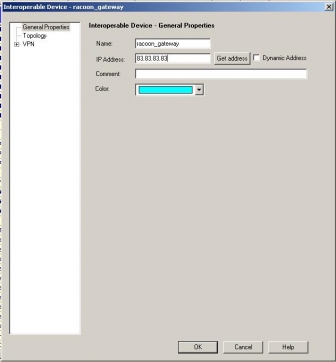 Interoperable Device - racoon_gateway
General Properties
Topology
VPN
Interoperable Device - General Properties
Name: racoon_gateway
IP Address: 83.83.83.83 Get address Dynamic Address
Comment:
Color:
OK Cancel Help